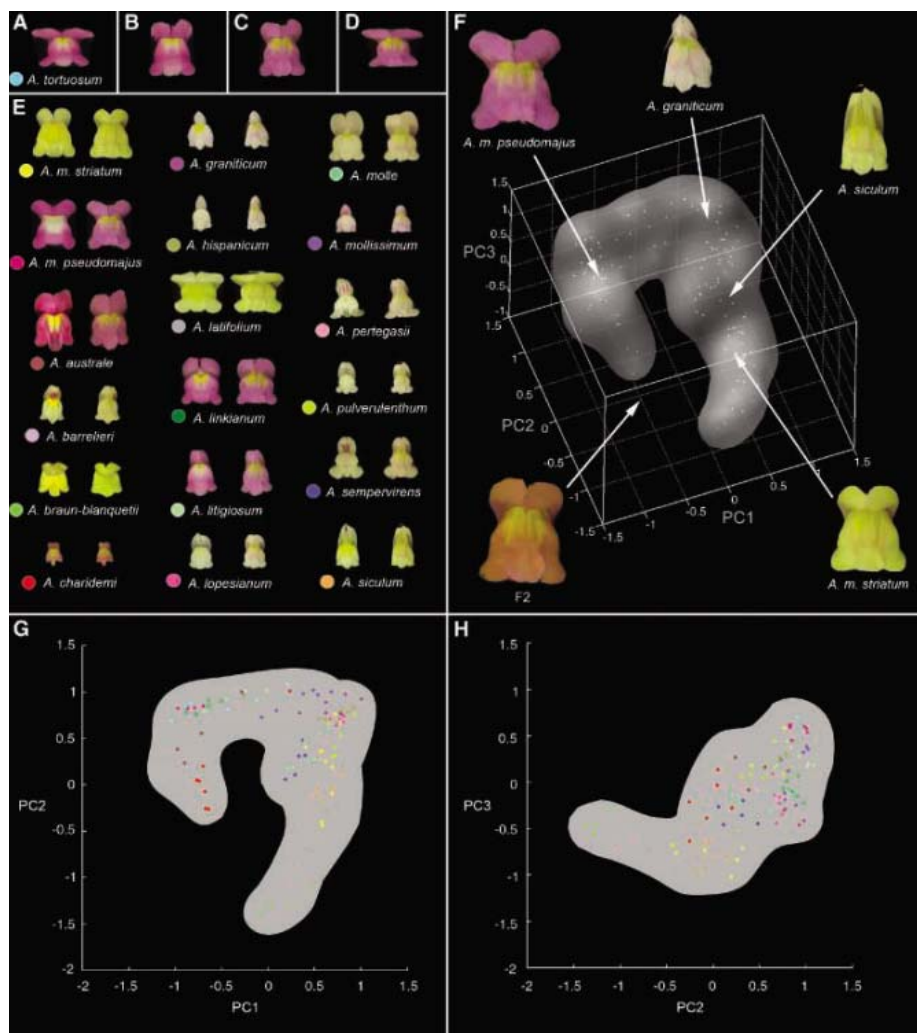 A
B
C
D
A. tortuosum
E
A. m. striatum
A. graniticum
A. molle
A. m. pseudomajus
A. hispanicum
A. mollissimum
A. australe
A. latifolium
A. pertegasii
A. barrelieri
A. linkianum
A. pulverulenthum
A. braun-blanquetii
A. litigiosum
A. sempervirens
A. charidemi
A. lopesianum
A. siculum
F
A. graniticum
A. m. pseudomajus
A. siculum
1.5
1
0.5
PC3
0
-0.5
-1
1.5
1
0.5
PC2
0
-0.5
-1
-1.5
-1.5
-1
-0.5
0
PC1
0.5
1
1.5
F2
A. m. striatum
G
1.5
1
0.5
PC2
0
-0.5
-1
-1.5
-2
-2
-1.5
-1
-0.5
0
0.5
1
1.5
PC1
H
1.5
1
0.5
0
PC3
-0.5
-1
-1.5
-2
-2
-1.5
-1
-0.5
0
0.5
1
1.5
PC2